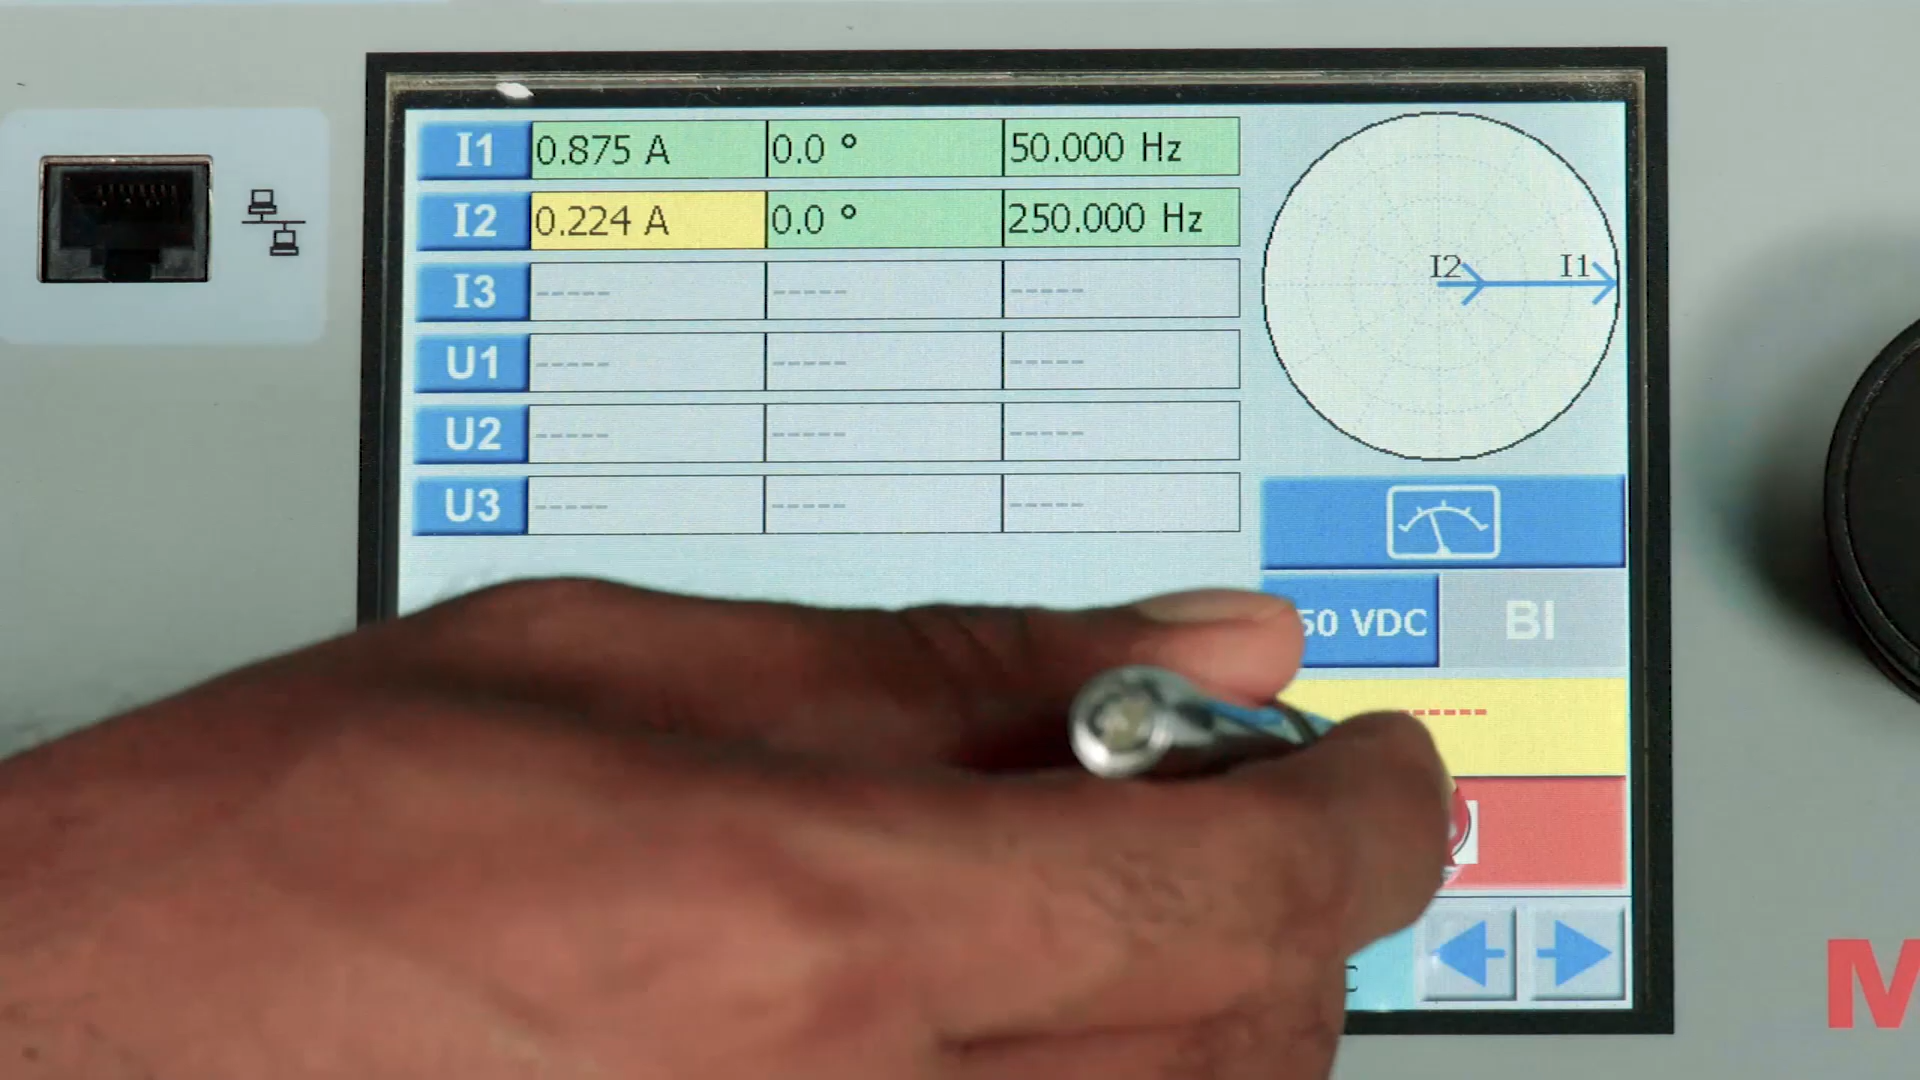 I1 0.875 A 0.0 ° 50.000 Hz
I2 0.224 A 0.0 ° 250.000 Hz
I3 ----- ----- -----
U1 ----- ----- -----
U2 ----- ----- -----
U3 ----- ----- -----
I2 I1
50 VDC BI
M